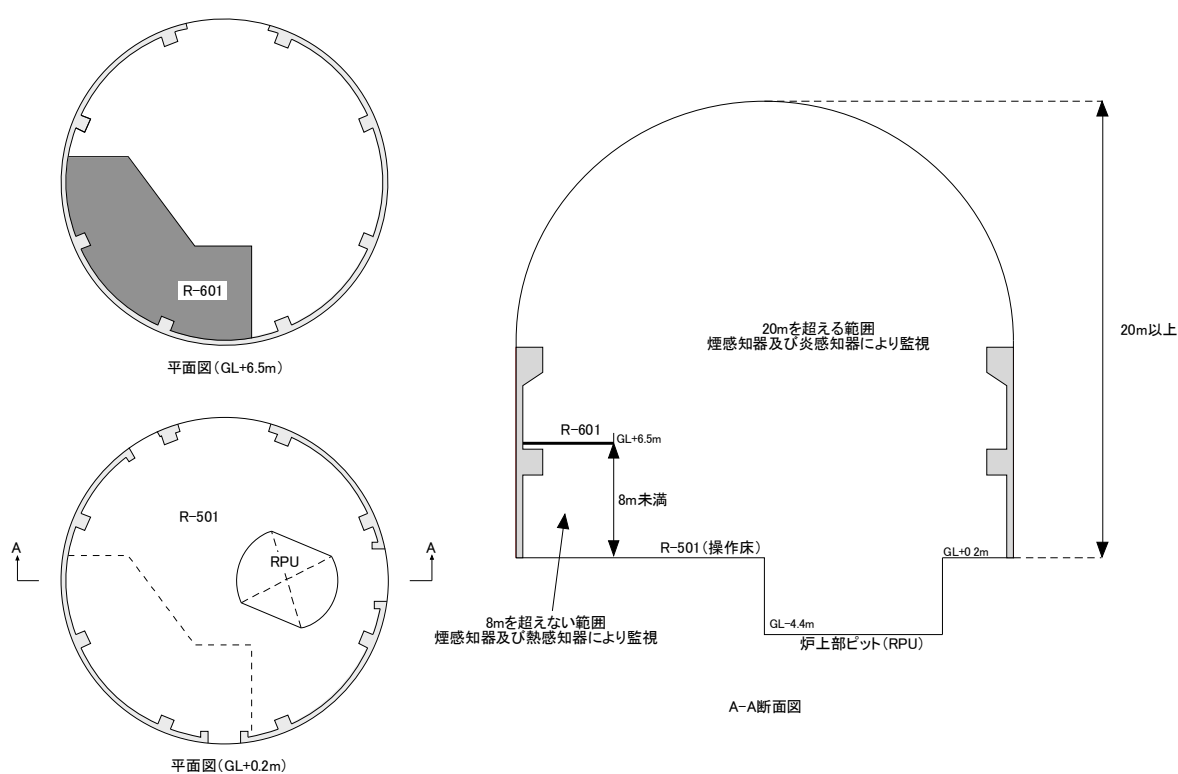 R-601
平面図(GL+6.5m)
R-501
RPU
A
A
平面図(GL+0.2m)
20m以上
20mを超える範囲
煙感知器及び炎感知器により監視
R-601
GL+6.5m
8m未満
R-501(操作床)
GL+0 2m
8mを超えない範囲
煙感知器及び熱感知器により監視
GL-4.4m
炉上部ピット(RPU)
A-A断面図